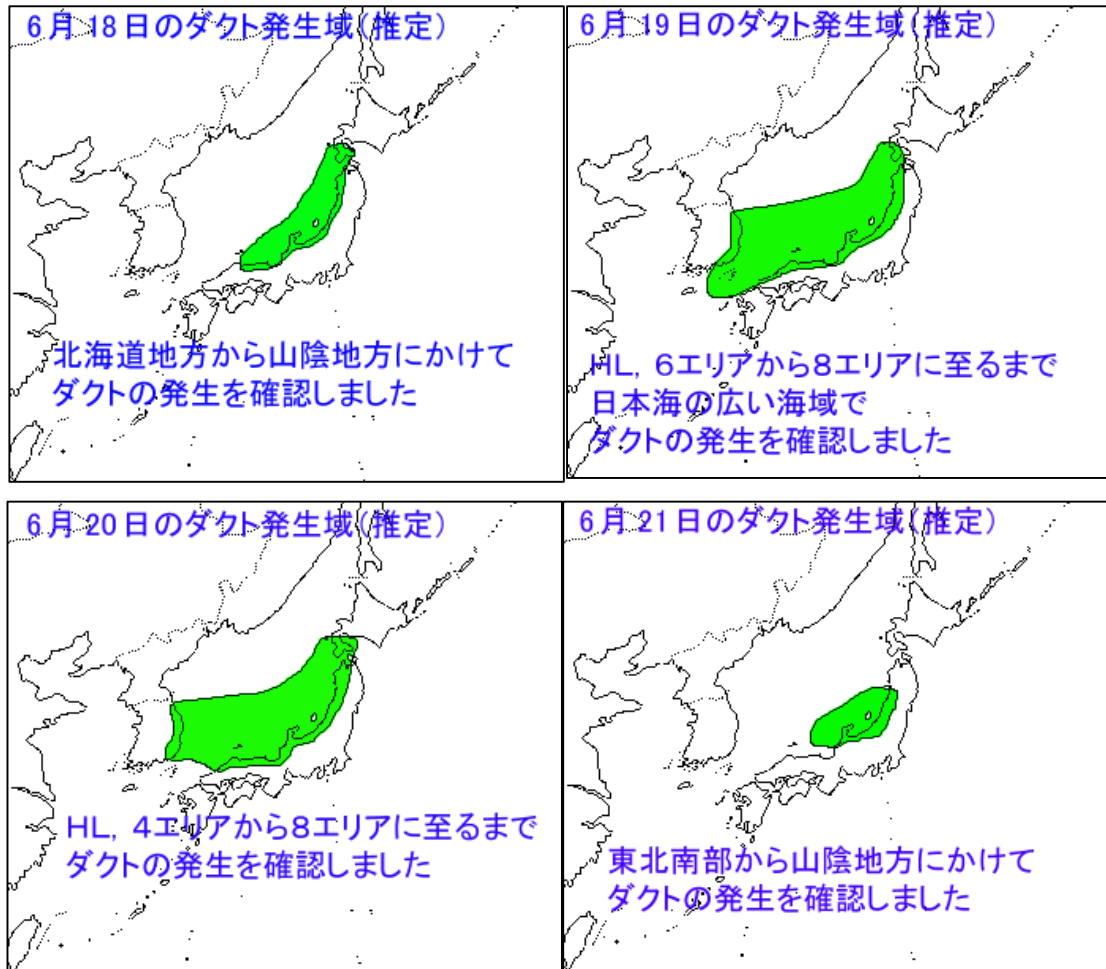 6月18日のダクト発生域(推定)
北海道地方から山陰地方にかけて
ダクトの発生を確認しました
6月19日のダクト発生域(推定)
HL, 6エリアから8エリアに至るまで
日本海の広い海域で
ダクトの発生を確認しました
6月20日のダクト発生域(推定)
HL, 4エリアから8エリアに至るまで
ダクトの発生を確認しました
6月21日のダクト発生域(推定)
東北南部から山陰地方にかけて
ダクトの発生を確認しました